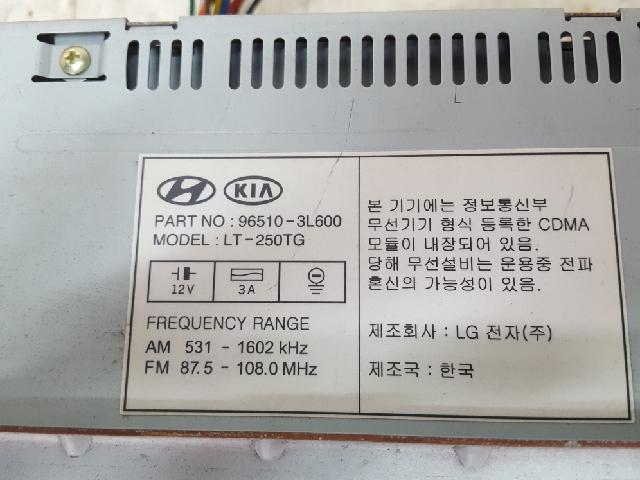 KIA
PART NO : 96510-3L600
MODEL : LT-250TG
12V 3A
FREQUENCY RANGE
AM 531 - 1602 kHz
FM 87.5 - 108.0 MHz
본 기기에는 정보통신부
무선기기 형식 등록한 CDMA
모듈이 내장되어 있음.
당해 무선설비는 운용중 전파
혼신의 가능성이 있음.
제조회사 : LG 전자(주)
제조국 : 한국